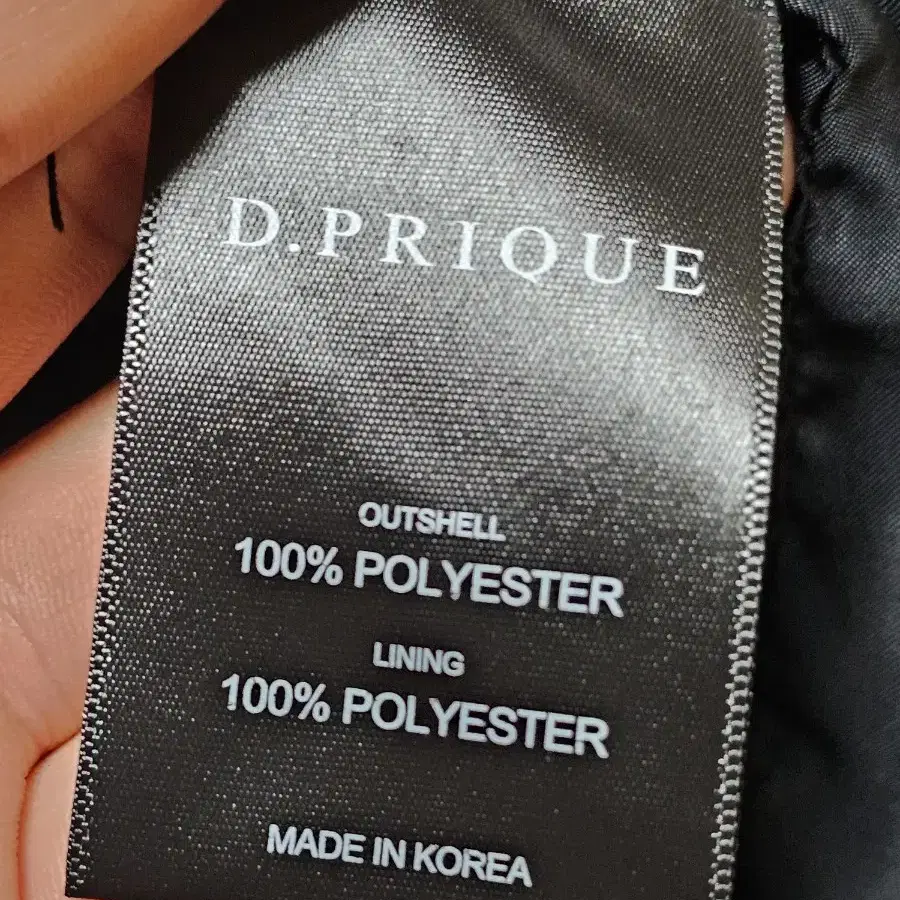 D.PRIQUE
OUTSHELL
100% POLYESTER
LINING
100% POLYESTER
MADE IN KOREA